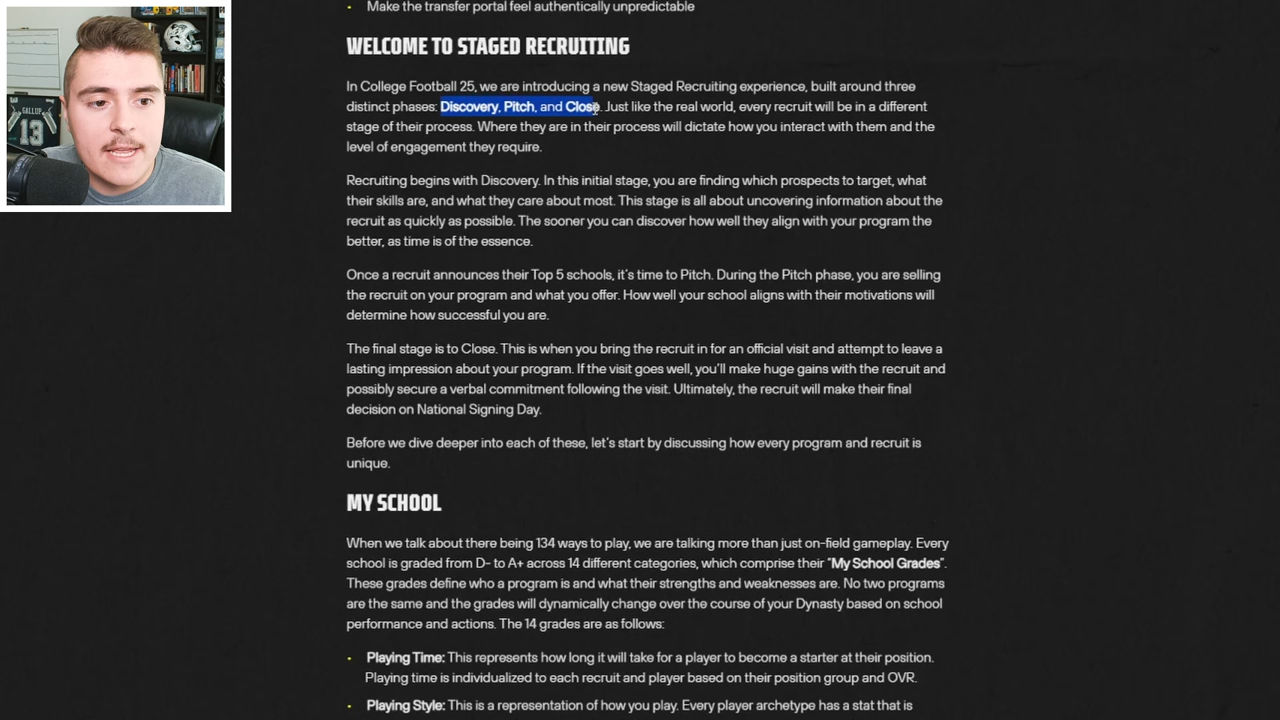 Make the transfer portal feel authentically unpredictable
WELCOME TO STAGED RECRUITING
In College Football 25, we are introducing a new Staged Recruiting experience, built around three
distinct phases: Discovery, Pitch, and Close. Just like the real world, every recruit will be in a different
stage of their process. Where they are in their process will dictate how you interact with them and the
level of engagement they require.
Recruiting begins with Discovery. In this initial stage, you are finding which prospects to target, what
their skills are, and what they care about most. This stage is all about uncovering information about the
recruit as quickly as possible. The sooner you can discover how well they align with your program the
better, as time is of the essence.
Once a recruit announces their Top 5 schools, it's time to Pitch. During the Pitch phase, you are selling
the recruit on your program and what you offer. How well your school aligns with their motivations will
determine how successful you are.
The final stage is to Close. This is when you bring the recruit in for an official visit and attempt to leave a
lasting impression about your program. If the visit goes well, you'll make huge gains with the recruit and
possibly secure a verbal commitment following the visit. Ultimately, the recruit will make their final
decision on National Signing Day.
Before we dive deeper into each of these, let's start by discussing how every program and recruit is
unique.
MY SCHOOL
When we talk about there being 134 ways to play, we are talking more than just on-field gameplay. Every
school is graded from D- to A+ across 14 different categories, which comprise their "My School Grades".
These grades define who a program is and what their strengths and weaknesses are. No two programs
are the same and the grades will dynamically change over the course of your Dynasty based on school
performance and actions. The 14 grades are as follows:
Playing Time: This represents how long it will take for a player to become a starter at their position.
Playing time is individualized to each recruit and player based on their position group and OVR.
Playing Style: This is a representation of how you play. Every player archetype has a stat that is
GALLUP
13